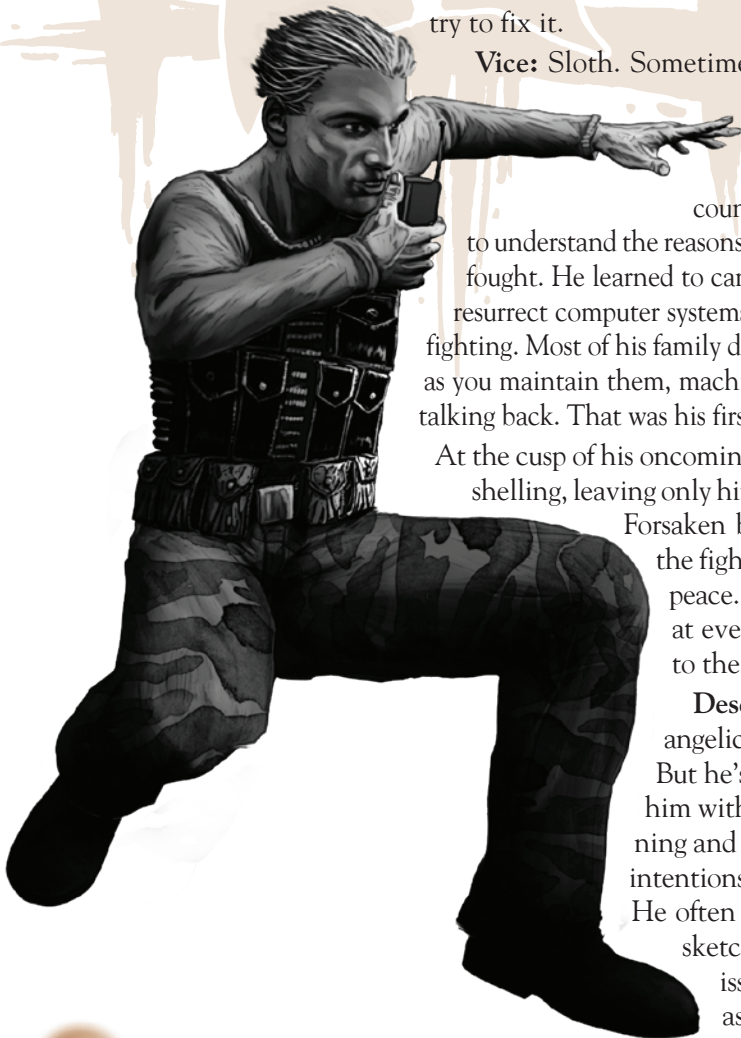 try to fix it.
Vice: Sloth. Sometime
coun
to understand the reasons
fought. He learned to car
resurrect computer systems
fighting. Most of his family d
as you maintain them, mach
talking back. That was his firs
At the cusp of his oncomin
shelling, leaving only hi
Forsaken b
the figh
peace.
at eve
to the
Desc
angelic
But he's
him with
ning and
intentions
He often
sketc
iss
as